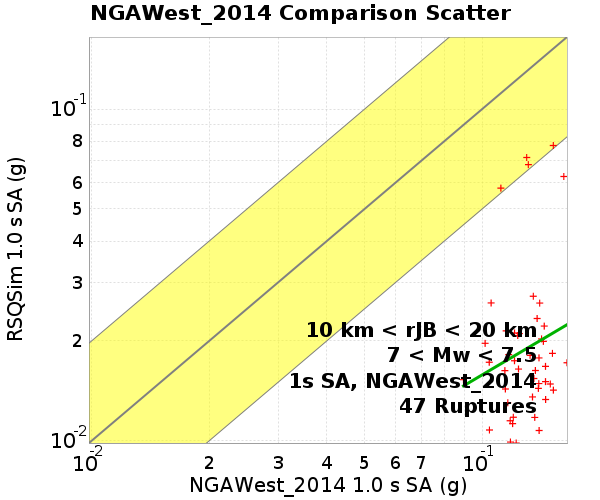 NGAWest_2014 Comparison Scatter
RSQSim 1.0 s SA (g)
10-1
8
6
5
4
3
2
10-2
10 km < rJB < 20 km
7 < Mw < 7.5
1s SA, NGAWest_2014
47 Ruptures
10-2 2 3 4 5 6 7 10-1
NGAWest_2014 1.0 s SA (g)